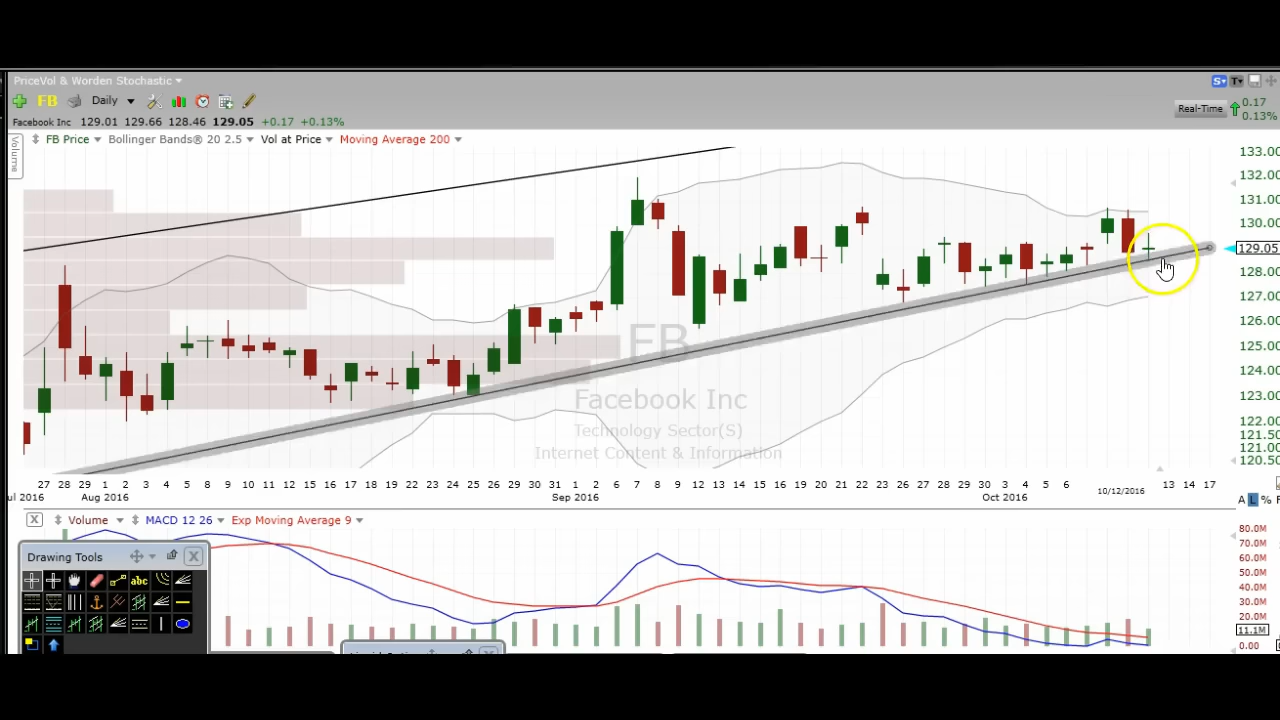 PriceVol & Worden Stochastic
S T
FB Daily
Real-Time 0.17
0.13%
Facebook Inc 129.01 129.66 128.46 129.05 +0.17 +0.13%
Volume
FB Price Bollinger Bands® 20 2.5 Vol at Price Moving Average 200
133.00
132.00
131.00
130.00
129.05
128.00
127.00
126.00
125.00
124.00
123.00
122.00
121.50
121.00
120.50
FB
Facebook Inc
Technology Sector(S)
Internet Content & Information
27 28 29 1 2 3 4 5 8 9 10 11 12 15 16 17 18 19 22 23 24 25 26 29 30 31 1 2 6 7 8 9 12 13 14 15 16 19 20 21 22 23 26 27 28 29 30 3 4 5 6 13 14 17
ul 2016 Aug 2016 Sep 2016 Oct 2016 10/12/2016
A L % F
X Volume MACD 12 26 Exp Moving Average 9
80.0M
70.0M
60.0M
50.0M
40.0M
30.0M
20.0M
11.1M
0.00
Drawing Tools X
abc